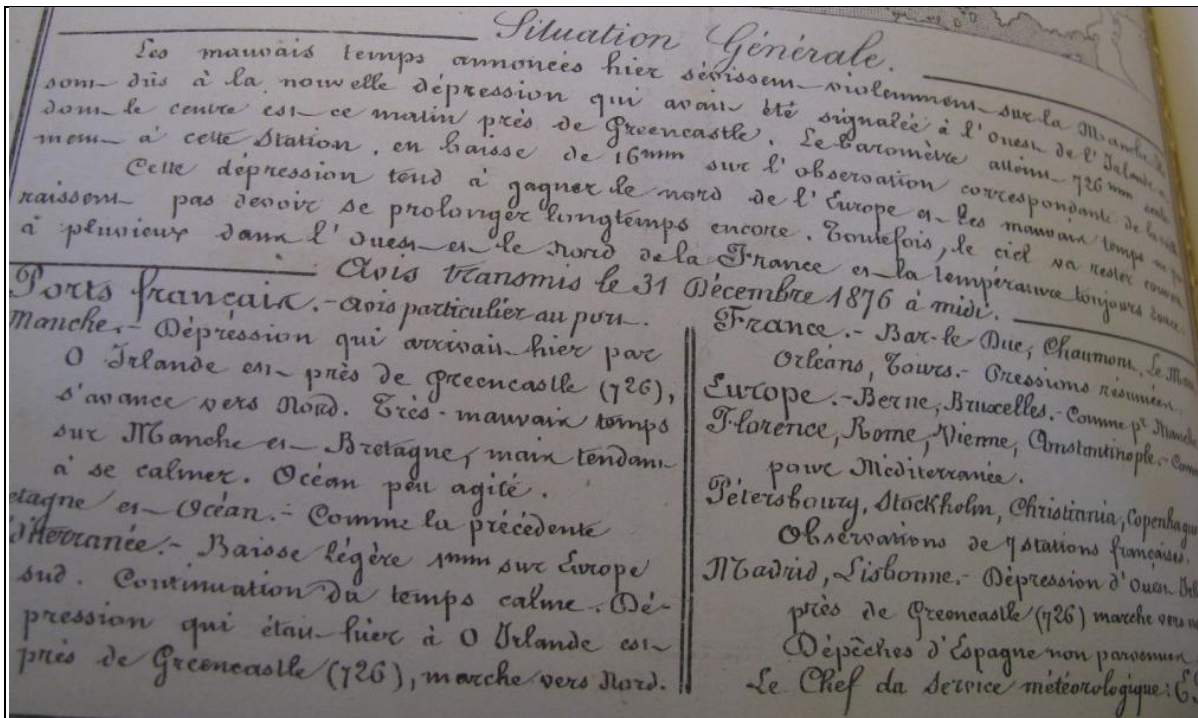 Situation Générale.
Les mauvais temps annoncés hier sévissent violemment sur la Manche
sont dûs à la nouvelle dépression qui avait été signalée à l'Ouest de l'Irlande
dont le centre est ce matin près de Greencastle. Le baromètre atteint 726mm seule
ment à cette Station, en baisse de 16mm sur l'observation correspondante de la
Cette dépression tend à gagner le nord de l'Europe et les mauvais temps ne
raissent pas devoir se prolonger longtemps encore. Toutefois, le ciel va rester couvert
à pluvieux dans l'Ouest et le Nord de la France et la température toujours douce.
Avis transmis le 31 Décembre 1876 à midi.
Ports français. - Avis particulier au port.
Manche. - Dépression qui arrivait hier par
O Irlande est près de Greencastle (726),
s'avance vers Nord. Très-mauvais temps
sur Manche et Bretagne, mais tendant
à se calmer. Océan peu agité.
etagne et Océan. - Comme la précédente
diterranée. - Baisse légère 1mm sur Europe
sud. Continuation du temps calme. Dé-
pression qui était hier à O Irlande est
près de Greencastle (726), marche vers Nord.
France. - Bar-le Duc, Chaumont, Le Mans
Orléans, Tours. - Pressions résumées.
Europe. - Berne, Bruxelles. - Comme pr Manche
Florence, Rome, Vienne, Constantinople. - Comme
pour Méditerranée.
Pétersbourg, Stockholm, Christiania, Copenhague
Observations de 7 stations françaises.
Madrid, Lisbonne. - Dépression d'Ouest
près de Greencastle (726) marche vers
Dépêches d'Espagne non parvenues
Le Chef du Service météorologique: